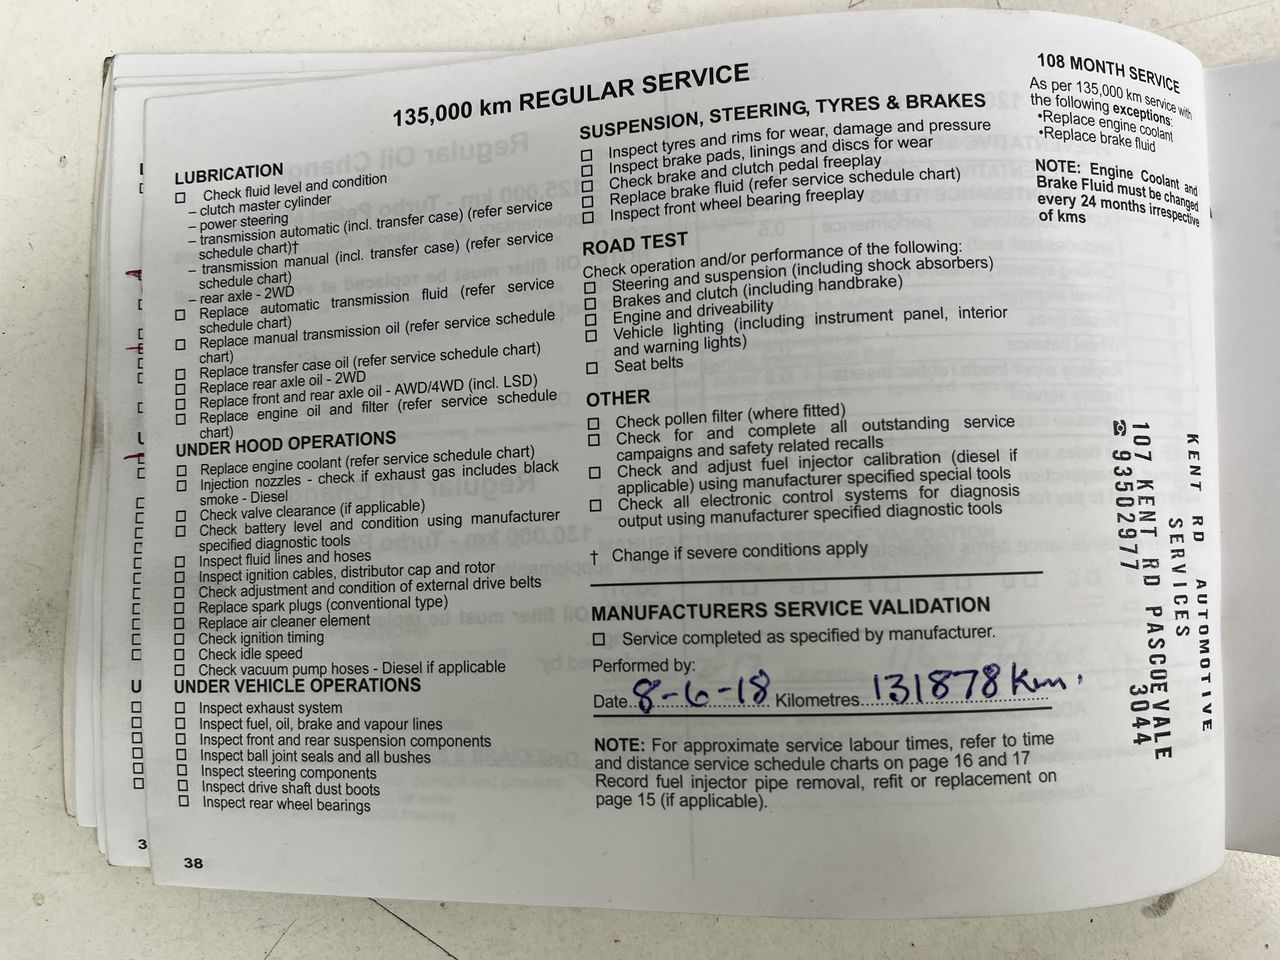 135,000 km REGULAR SERVICE
LUBRICATION
Check fluid level and condition
– clutch master cylinder
– power steering
– transmission automatic (incl. transfer case) (refer service
schedule chart)†
– transmission manual (incl. transfer case) (refer service
schedule chart)
– rear axle - 2WD
Replace automatic transmission fluid (refer service
schedule chart)
Replace manual transmission oil (refer service schedule
chart)
Replace transfer case oil (refer service schedule chart)
Replace rear axle oil - 2WD
Replace front and rear axle oil - AWD/4WD (incl. LSD)
Replace engine oil and filter (refer service schedule
chart)
UNDER HOOD OPERATIONS
Replace engine coolant (refer service schedule chart)
Injection nozzles - check if exhaust gas includes black
smoke - Diesel
Check valve clearance (if applicable)
Check battery level and condition using manufacturer
specified diagnostic tools
Inspect fluid lines and hoses
Inspect ignition cables, distributor cap and rotor
Check adjustment and condition of external drive belts
Replace spark plugs (conventional type)
Replace air cleaner element
Check ignition timing
Check idle speed
Check vacuum pump hoses - Diesel if applicable
UNDER VEHICLE OPERATIONS
Inspect exhaust system
Inspect fuel, oil, brake and vapour lines
Inspect front and rear suspension components
Inspect ball joint seals and all bushes
Inspect steering components
Inspect drive shaft dust boots
Inspect rear wheel bearings
38
SUSPENSION, STEERING, TYRES & BRAKES
Inspect tyres and rims for wear, damage and pressure
Inspect brake pads, linings and discs for wear
Check brake and clutch pedal freeplay
Replace brake fluid (refer service schedule chart)
Inspect front wheel bearing freeplay
ROAD TEST
Check operation and/or performance of the following:
Steering and suspension (including shock absorbers)
Brakes and clutch (including handbrake)
Engine and driveability
Vehicle lighting (including instrument panel, interior
and warning lights)
Seat belts
OTHER
Check pollen filter (where fitted)
Check for and complete all outstanding service
campaigns and safety related recalls
Check and adjust fuel injector calibration (diesel if
applicable) using manufacturer specified special tools
Check all electronic control systems for diagnosis
output using manufacturer specified diagnostic tools
† Change if severe conditions apply
MANUFACTURERS SERVICE VALIDATION
Service completed as specified by manufacturer.
Performed by:
Date 8-6-18 Kilometres 131878 Km.
NOTE: For approximate service labour times, refer to time
and distance service schedule charts on page 16 and 17
Record fuel injector pipe removal, refit or replacement on
page 15 (if applicable).
108 MONTH SERVICE
As per 135,000 km service with
the following exceptions:
•Replace engine coolant
•Replace brake fluid
NOTE: Engine Coolant and
Brake Fluid must be changed
every 24 months irrespective
of kms
KENT RD AUTOMOTIVE
SERVICES
107 KENT RD PASCOE VALE
☎ 93502977 3044